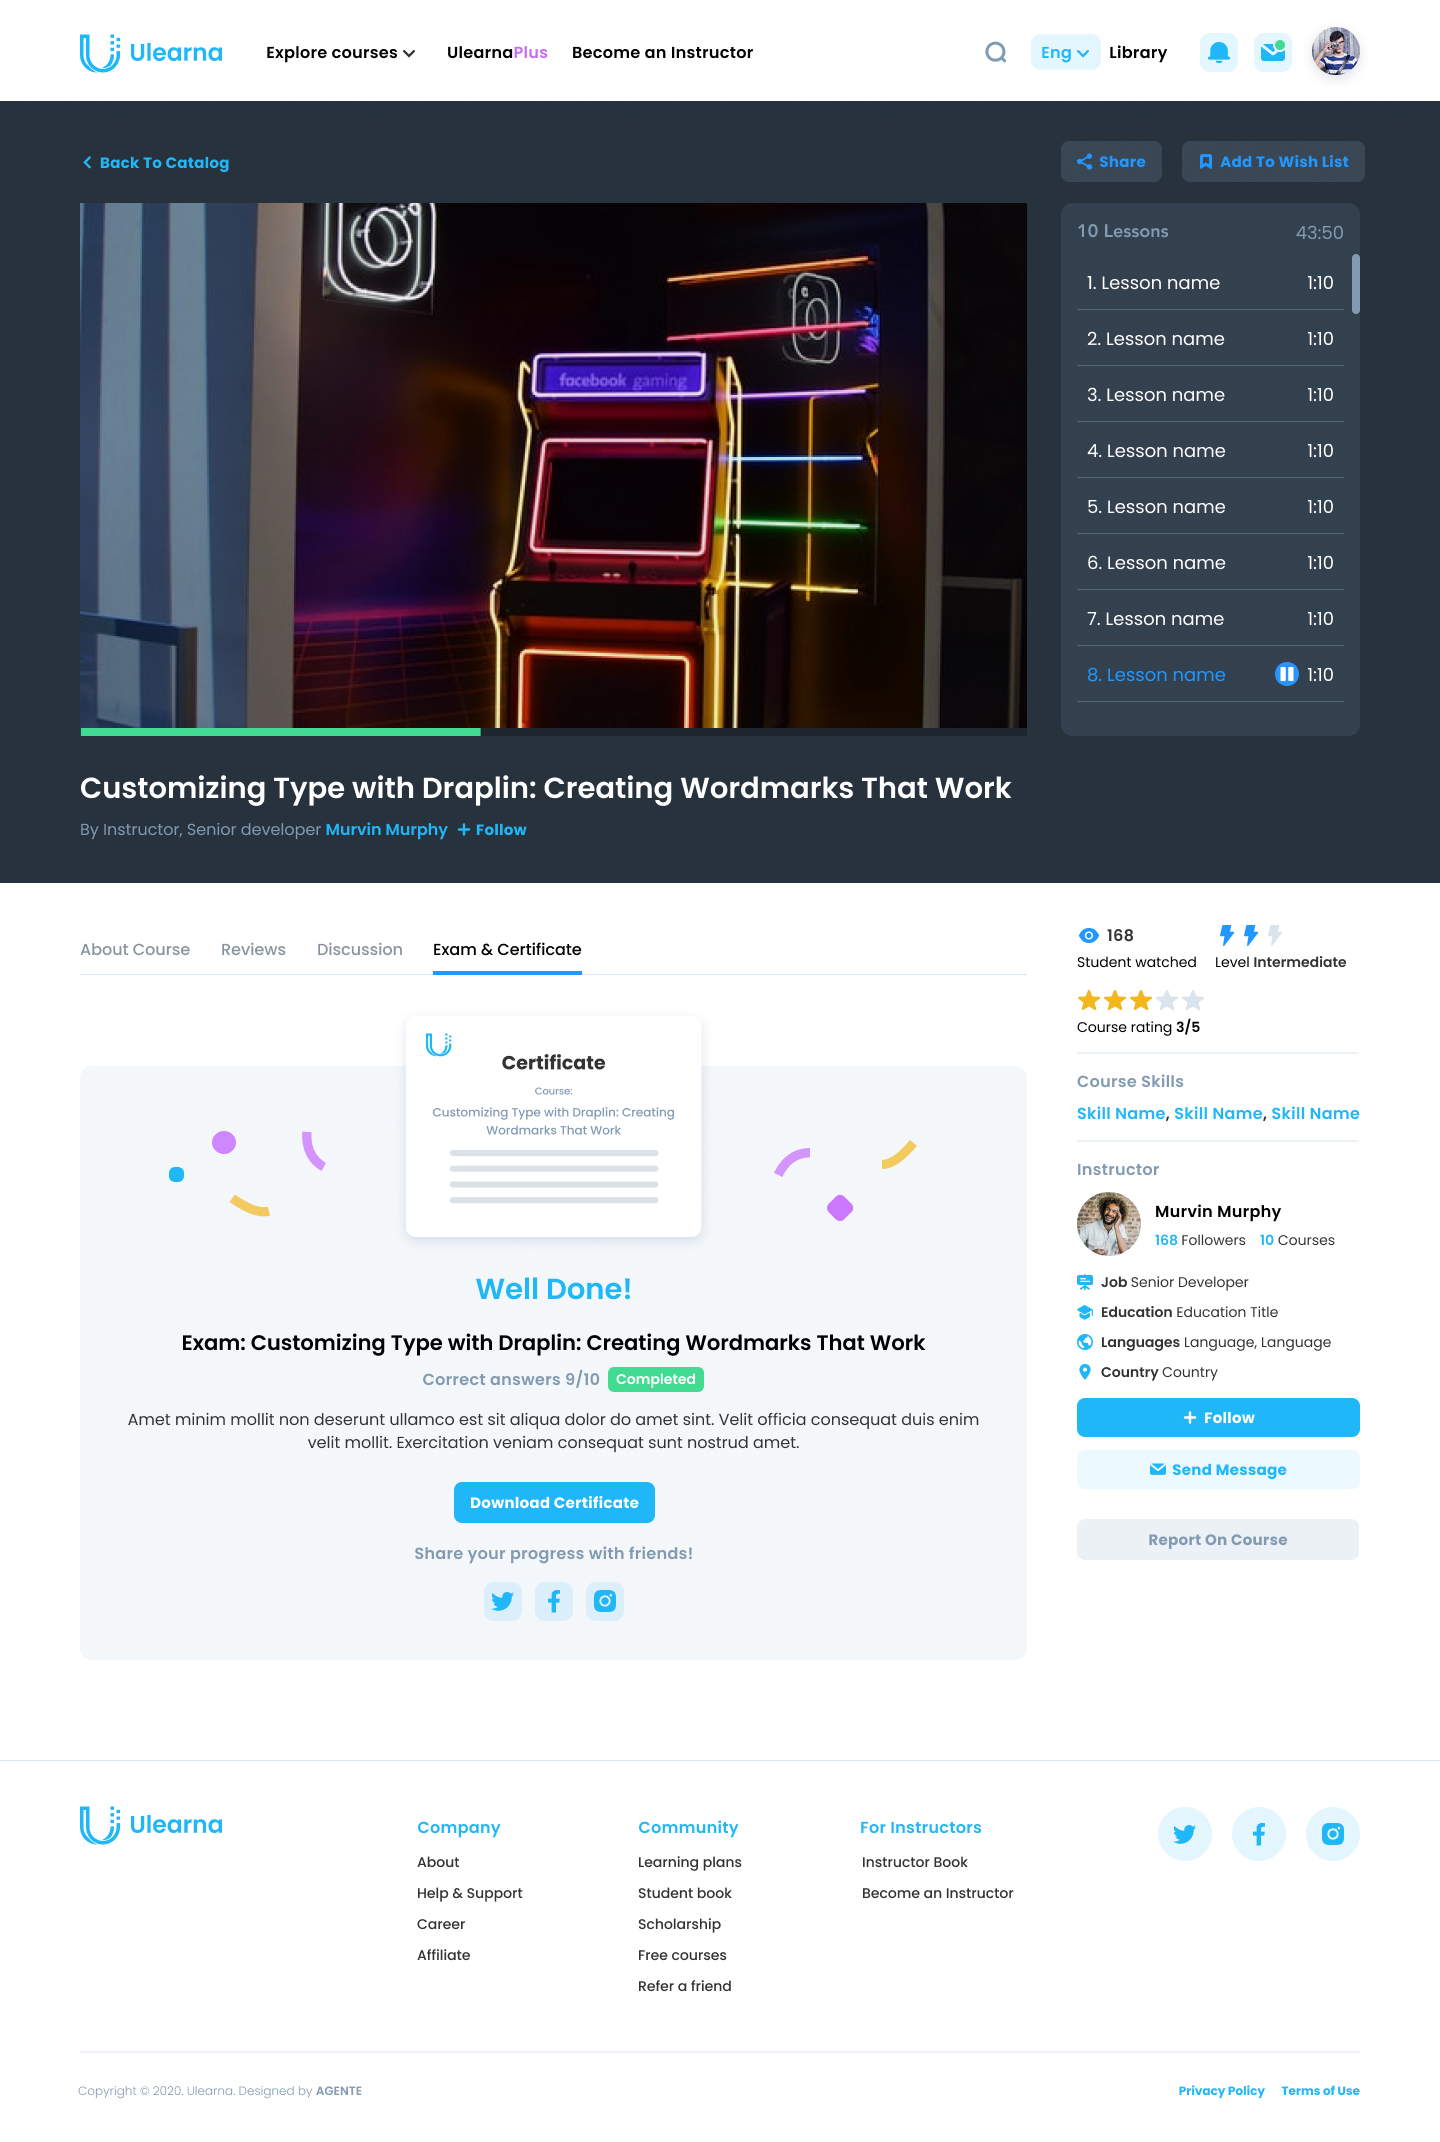 Ulearna
Explore courses
UlearnaPlus
Become an Instructor
Eng
Library
Back To Catalog
Share
Add To Wish List
facebook gaming
10 Lessons
43:50
1. Lesson name 1:10
2. Lesson name 1:10
3. Lesson name 1:10
4. Lesson name 1:10
5. Lesson name 1:10
6. Lesson name 1:10
7. Lesson name 1:10
8. Lesson name 1:10
Customizing Type with Draplin: Creating Wordmarks That Work
By Instructor, Senior developer Murvin Murphy + Follow
About Course
Reviews
Discussion
Exam & Certificate
Certificate
Course:
Customizing Type with Draplin: Creating
Wordmarks That Work
Well Done!
Exam: Customizing Type with Draplin: Creating Wordmarks That Work
Correct answers 9/10 Completed
Amet minim mollit non deserunt ullamco est sit aliqua dolor do amet sint. Velit officia consequat duis enim
velit mollit. Exercitation veniam consequat sunt nostrud amet.
Download Certificate
Share your progress with friends!
168
Student watched
Level Intermediate
Course rating 3/5
Course Skills
Skill Name, Skill Name, Skill Name
Instructor
Murvin Murphy
168 Followers 10 Courses
Job Senior Developer
Education Education Title
Languages Language, Language
Country Country
+ Follow
Send Message
Report On Course
Ulearna
Company
About
Help & Support
Career
Affiliate
Community
Learning plans
Student book
Scholarship
Free courses
Refer a friend
For Instructors
Instructor Book
Become an Instructor
Copyright © 2020. Ulearna. Designed by AGENTE
Privacy Policy
Terms of Use